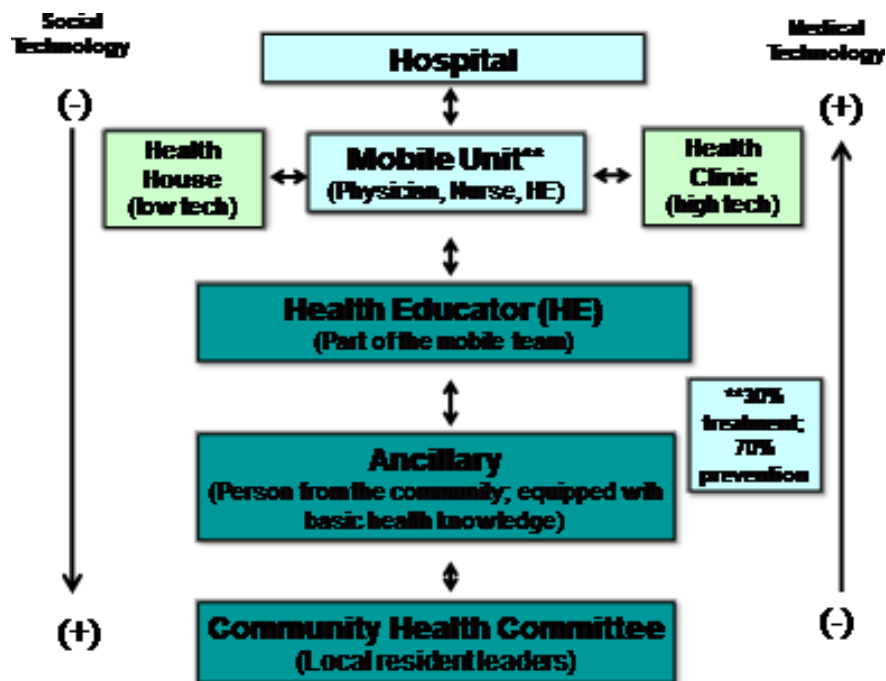 Social
Technology
(-)
Medical
Technology
(+)
Hospital
Health
House
(low tech)
Mobile Unit**
(Physician, Nurse, HE)
Health
Clinic
(high tech)
Health Educator (HE)
(Part of the mobile team)
**30%
treatment;
70%
prevention
Ancillary
(Person from the community; equipped with
basic health knowledge)
(+)
(-)
Community Health Committee
(Local resident leaders)